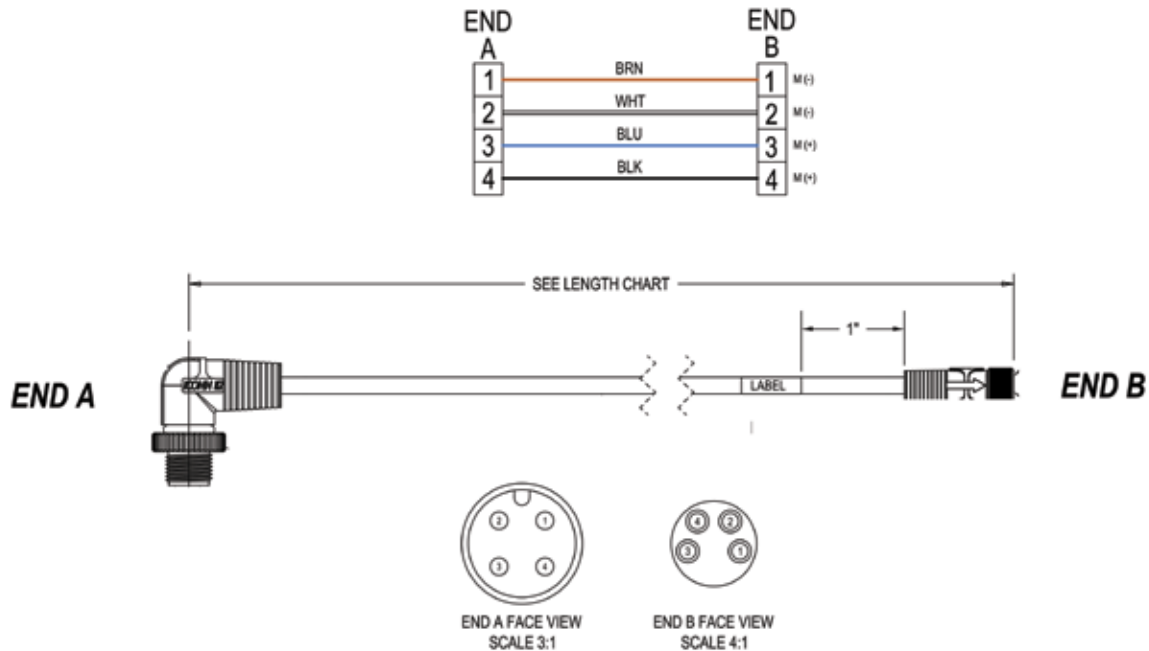 END
A
END
B
1 BRN 1 M (-)
2 WHT 2 M (-)
3 BLU 3 M (+)
4 BLK 4 M (+)
SEE LENGTH CHART
1"
END A
LABEL
END B
2 1
3 4
4 2
3 1
END A FACE VIEW
SCALE 3:1
END B FACE VIEW
SCALE 4:1